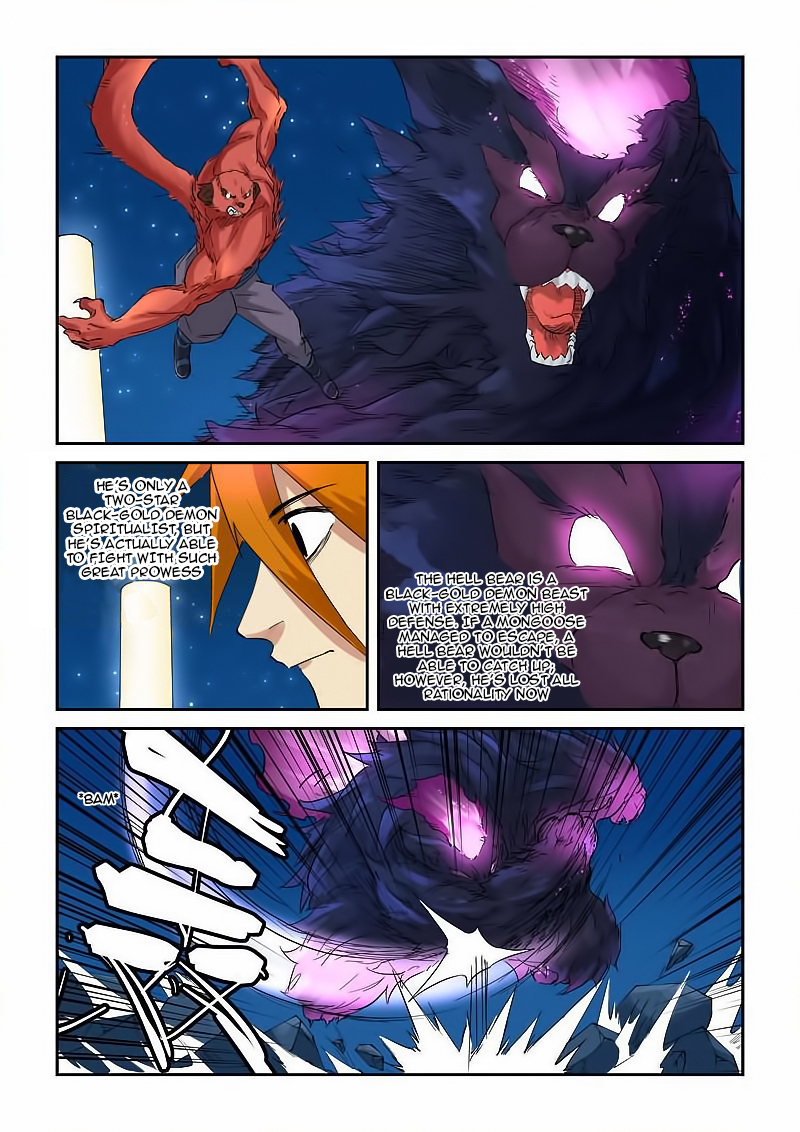 HE'S ONLY A
TWO-STAR
BLACK-GOLD DEMON
SPIRITUALIST, BUT
HE'S ACTUALLY ABLE
TO FIGHT WITH SUCH
GREAT PROWESS
THE HELL BEAR IS A
BLACK-GOLD DEMON BEAST
WITH EXTREMELY HIGH
DEFENSE. IF A MONGOOSE
MANAGED TO ESCAPE, A
HELL BEAR WOULDN'T BE
ABLE TO CATCH UP;
HOWEVER, HE'S LOST ALL
RATIONALITY NOW
*BAM*